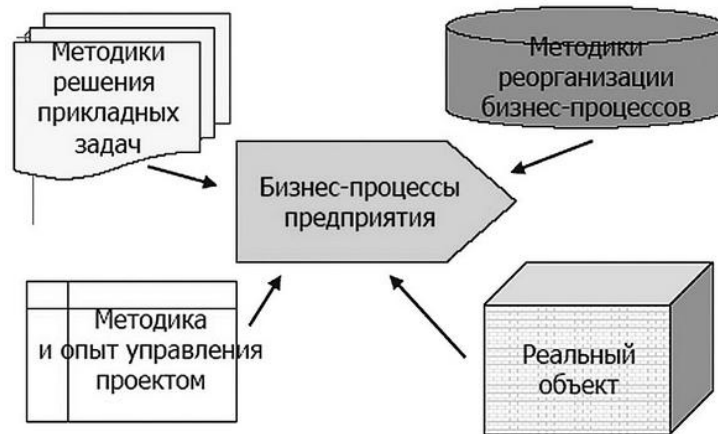 Методики
решения
прикладных
задач
Методики
реорганизации
бизнес-процессов
Бизнес-процессы
предприятия
Методика
и опыт управления
проектом
Реальный
объект